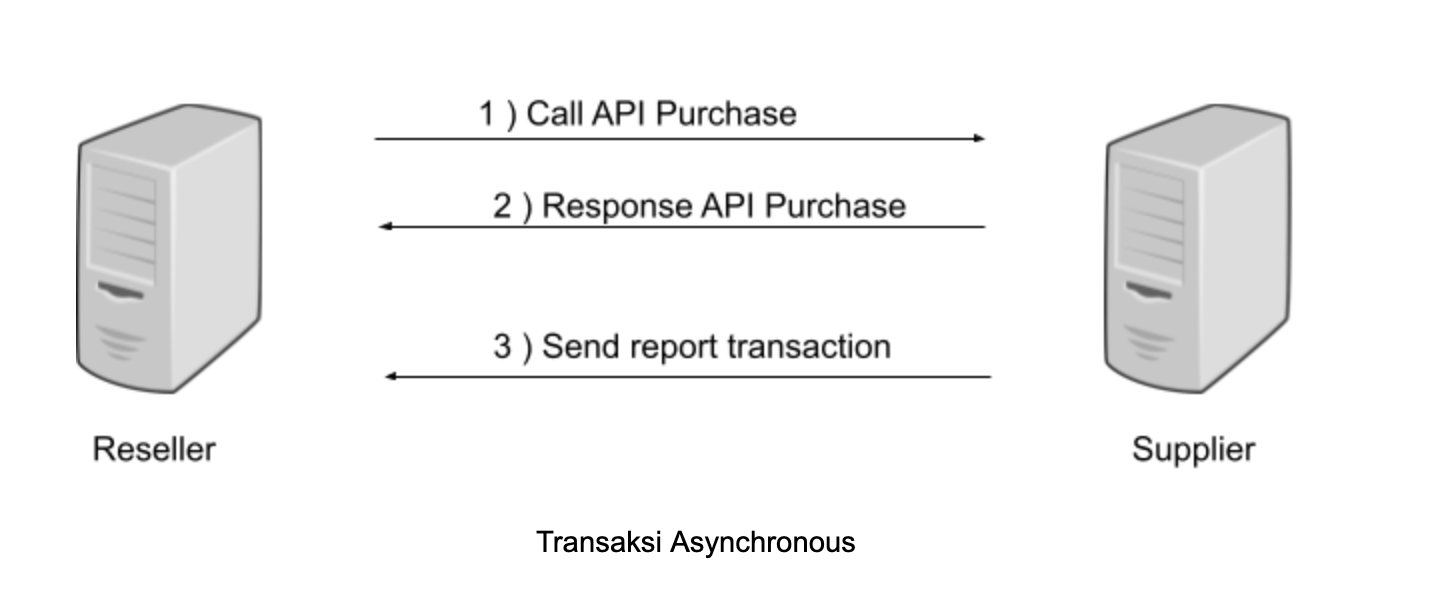 1 ) Call API Purchase
2 ) Response API Purchase
3 ) Send report transaction
Reseller
Supplier
Transaksi Asynchronous